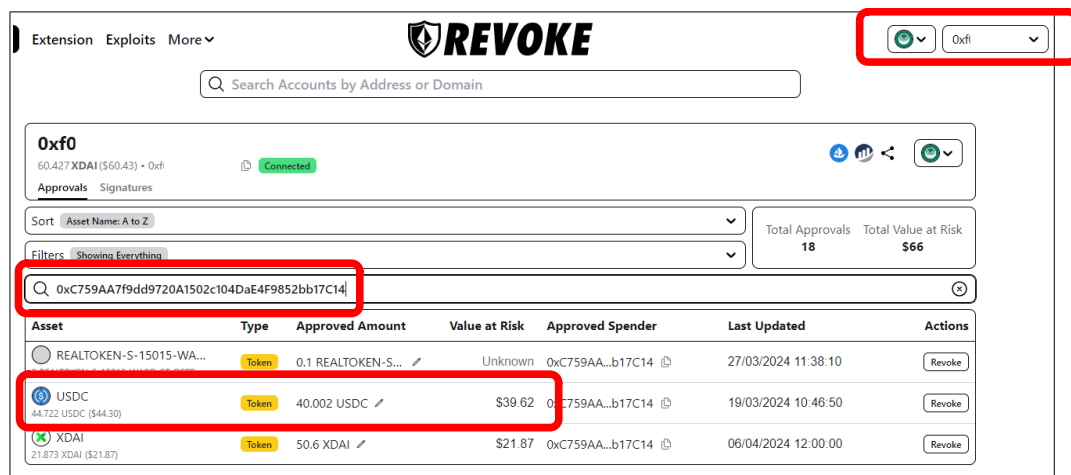 Extension Exploits More
REVOKE
0xf(
Search Accounts by Address or Domain
0xf0
60.427 XDAI ($60.43) • 0xf(
Connected
Approvals Signatures
Sort Asset Name: A to Z
Total Approvals Total Value at Risk
18 $66
Filters Showing Everything
0xC759AA7f9dd9720A1502c104DaE4F9852bb17C14
Asset Type Approved Amount Value at Risk Approved Spender Last Updated Actions
REALTOKEN-S-15015-WA... Token 0.1 REALTOKEN-S... Unknown 0xC759AA...b17C14 27/03/2024 11:38:10 Revoke
USDC Token 40.002 USDC $39.62 C759AA...b17C14 19/03/2024 10:46:50 Revoke
44.722 USDC ($44.30)
XDAI Token 50.6 XDAI $21.87 0xC759AA...b17C14 06/04/2024 12:00:00 Revoke
21.873 XDAI ($21.87)